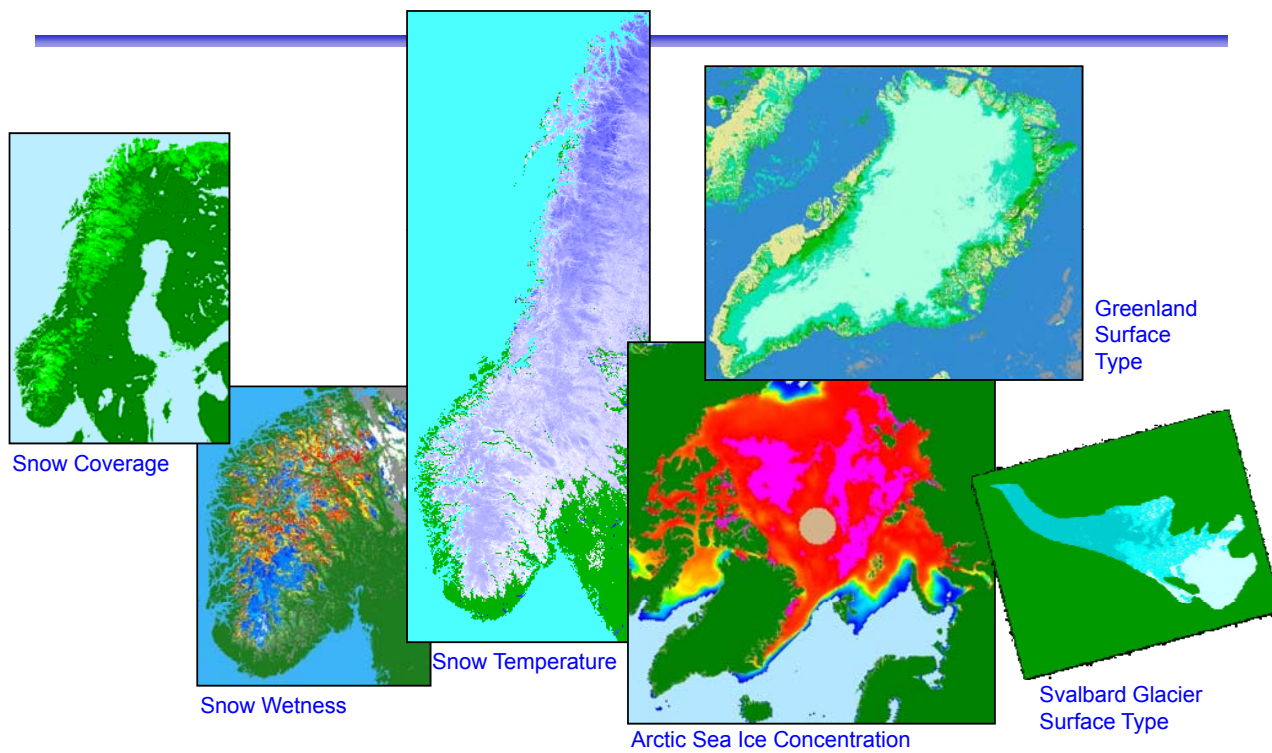 Snow Coverage
Snow Wetness
Snow Temperature
Arctic Sea Ice Concentration
Greenland
Surface
Type
Svalbard Glacier
Surface Type